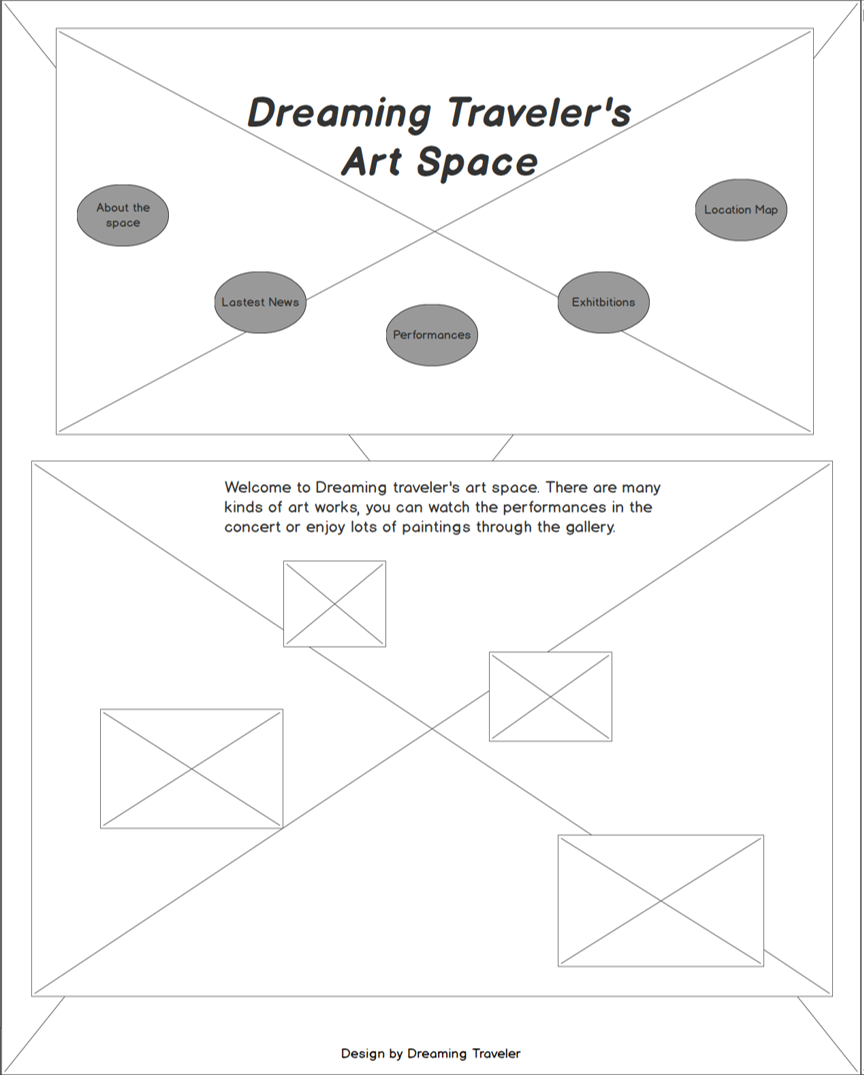 Dreaming Traveler's
Art Space
About the
space
Location Map
Lastest News
Exhitbitions
Performances
Welcome to Dreaming traveler's art space. There are many
kinds of art works, you can watch the performances in the
concert or enjoy lots of paintings through the gallery.
Design by Dreaming Traveler